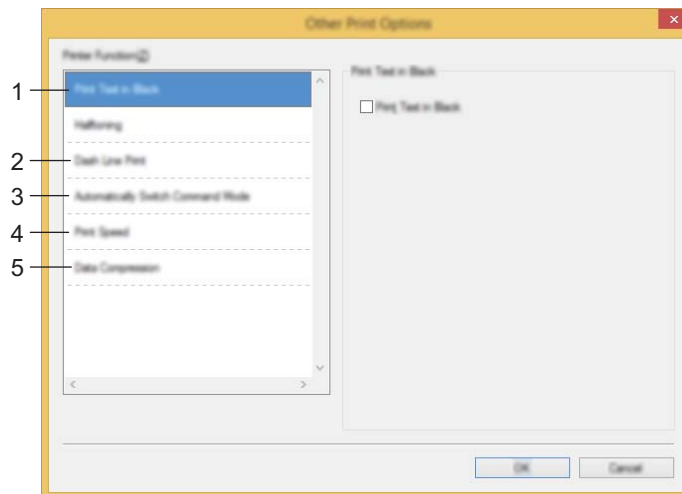 Other Print Options
Printer Function(Z)
1 Print Text in Black
Halftoning
2 Dash Line Print
3 Automatically Switch Command Mode
4 Print Speed
5 Data Compression
Print Text in Black
Print Text in Black
OK Cancel